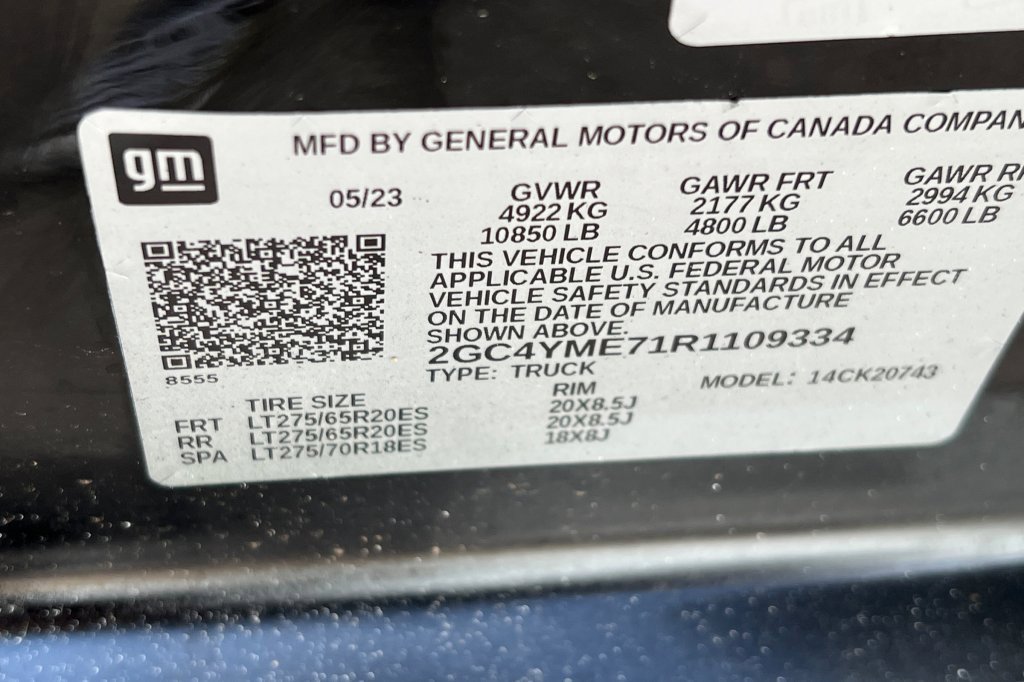 gm
MFD BY GENERAL MOTORS OF CANADA COMPAN
05/23
GVWR
4922 KG
10850 LB
GAWR FRT
2177 KG
4800 LB
GAWR R
2994 KG
6600 LB
THIS VEHICLE CONFORMS TO ALL
APPLICABLE U.S. FEDERAL MOTOR
VEHICLE SAFETY STANDARDS IN EFFECT
ON THE DATE OF MANUFACTURE
SHOWN ABOVE.
2GC4YME71R1109334
TYPE: TRUCK
MODEL: 14CK20743
8555
TIRE SIZE RIM
FRT LT275/65R20ES 20X8.5J
RR LT275/65R20ES 20X8.5J
SPA LT275/70R18ES 18X8J